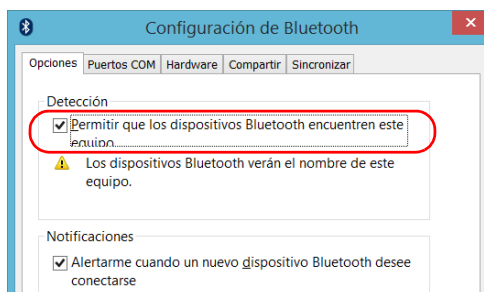 Configuración de Bluetooth
Opciones Puertos COM Hardware Compartir Sincronizar
Detección
Permitir que los dispositivos Bluetooth encuentren este
equipo
Los dispositivos Bluetooth verán el nombre de este
equipo.
Notificaciones
Alertarme cuando un nuevo dispositivo Bluetooth desee
conectarse